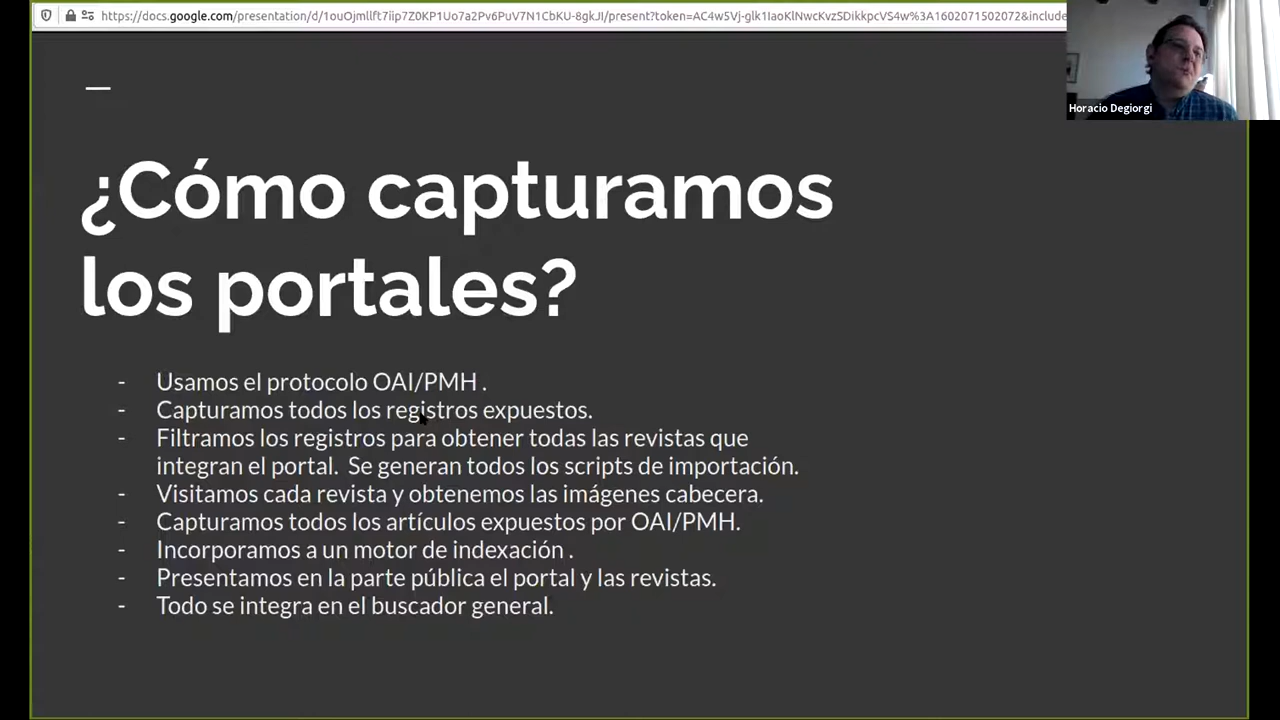 https://docs.google.com/presentation/d/1ouOjmllft7iip7Z0KP1Uo7a2Pv6PuV7N1CbKU-8gkJI/present?token=AC4w5Vj-glk1IaoKlNwcKvzSDikkpcVS4w%3A1602071502072&include
Horacio Degiorgi
¿Cómo capturamos
los portales?
- Usamos el protocolo OAI/PMH .
- Capturamos todos los registros expuestos.
- Filtramos los registros para obtener todas las revistas que
integran el portal. Se generan todos los scripts de importación.
- Visitamos cada revista y obtenemos las imágenes cabecera.
- Capturamos todos los artículos expuestos por OAI/PMH.
- Incorporamos a un motor de indexación .
- Presentamos en la parte pública el portal y las revistas.
- Todo se integra en el buscador general.